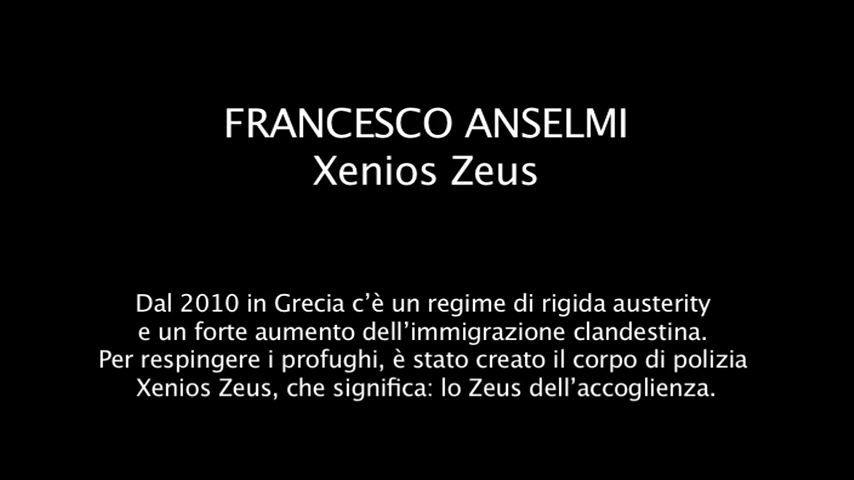 FRANCESCO ANSELMI
Xenios Zeus
Dal 2010 in Grecia c’è un regime di rigida austerity
e un forte aumento dell’immigrazione clandestina.
Per respingere i profughi, è stato creato il corpo di polizia
Xenios Zeus, che significa: lo Zeus dell’accoglienza.